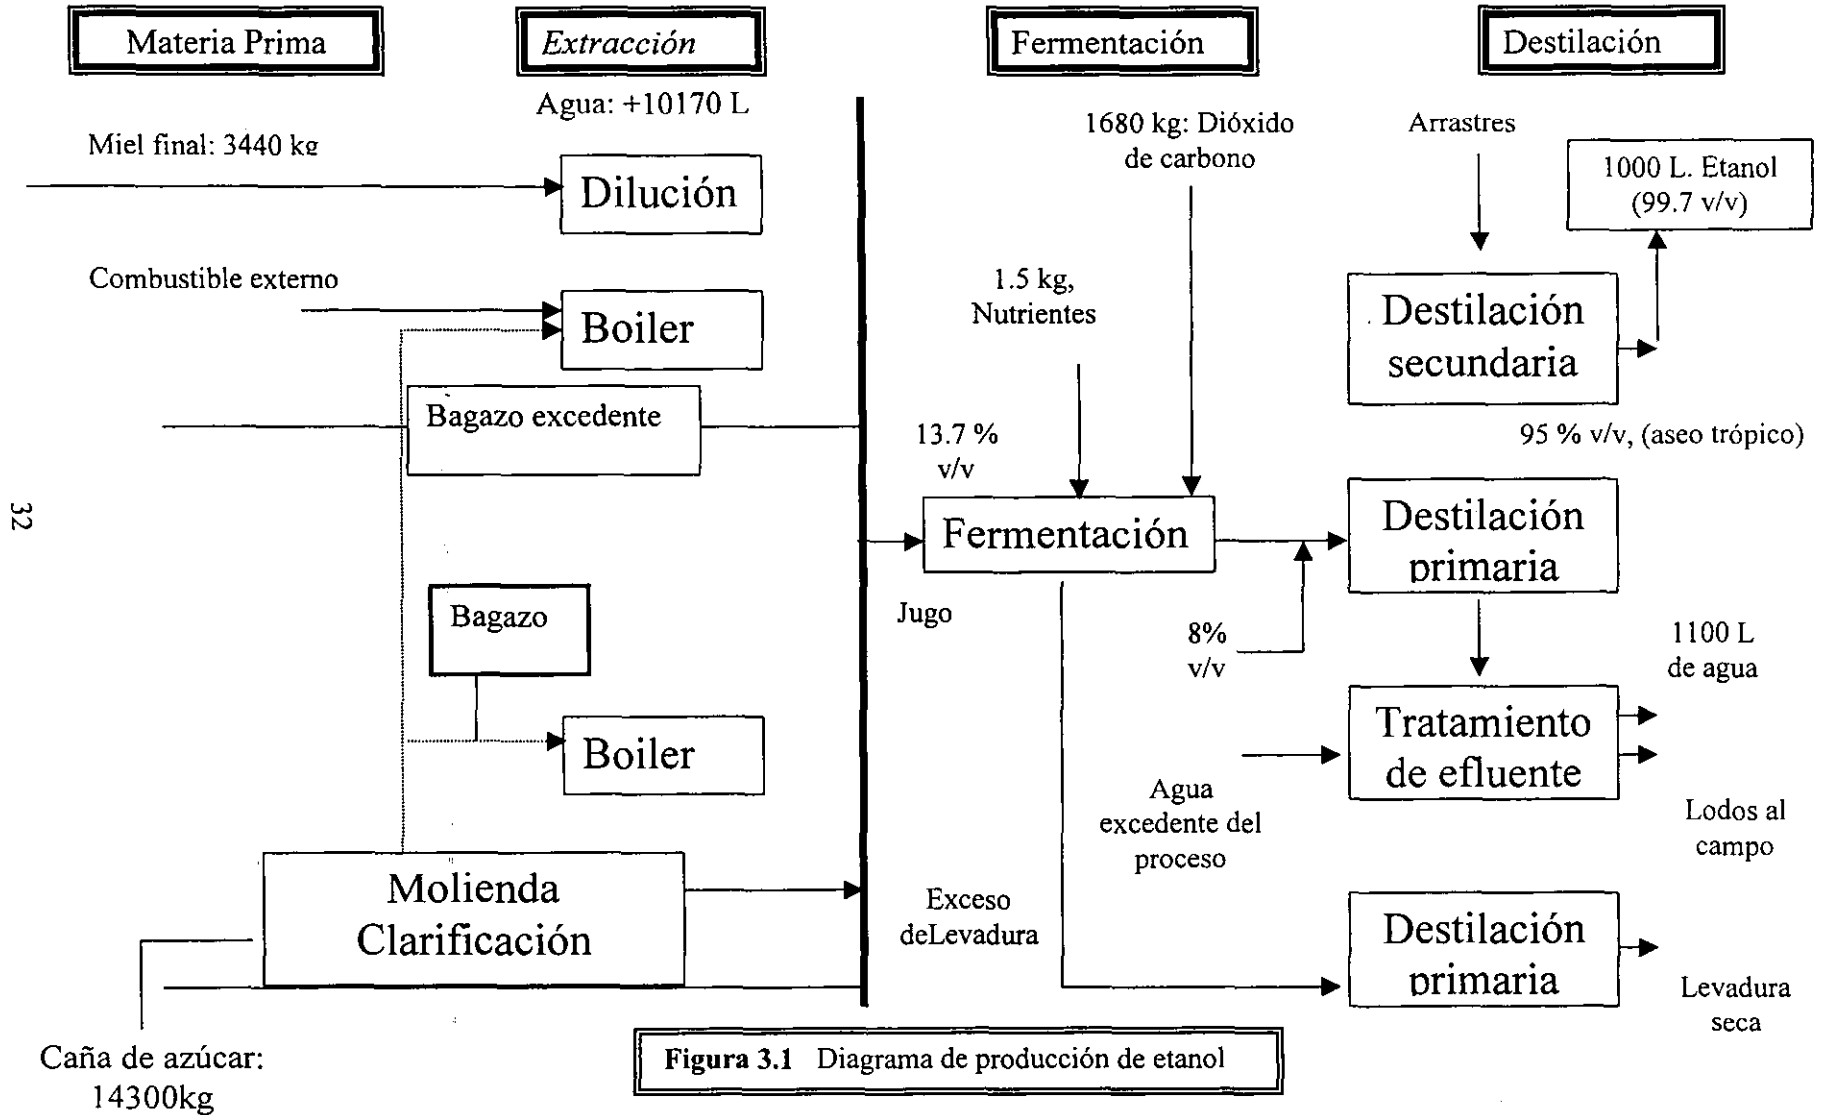 Materia Prima
Extracción
Fermentación
Destilación
Agua: +10170 L
Miel final: 3440 kg
Dilución
Combustible externo
Boiler
Bagazo excedente
Bagazo
Boiler
Molienda
Clarificación
Caña de azúcar:
14300kg
1680 kg: Dióxido
de carbono
1.5 kg,
Nutrientes
13.7 %
v/v
Fermentación
Jugo
8%
v/v
Exceso
deLevadura
Agua
excedente del
proceso
Arrastres
1000 L. Etanol
(99.7 v/v)
Destilación
secundaria
95 % v/v, (aseo trópico)
Destilación
primaria
1100 L
de agua
Tratamiento
de efluente
Lodos al
campo
Destilación
primaria
Levadura
seca
Figura 3.1 Diagrama de producción de etanol
32